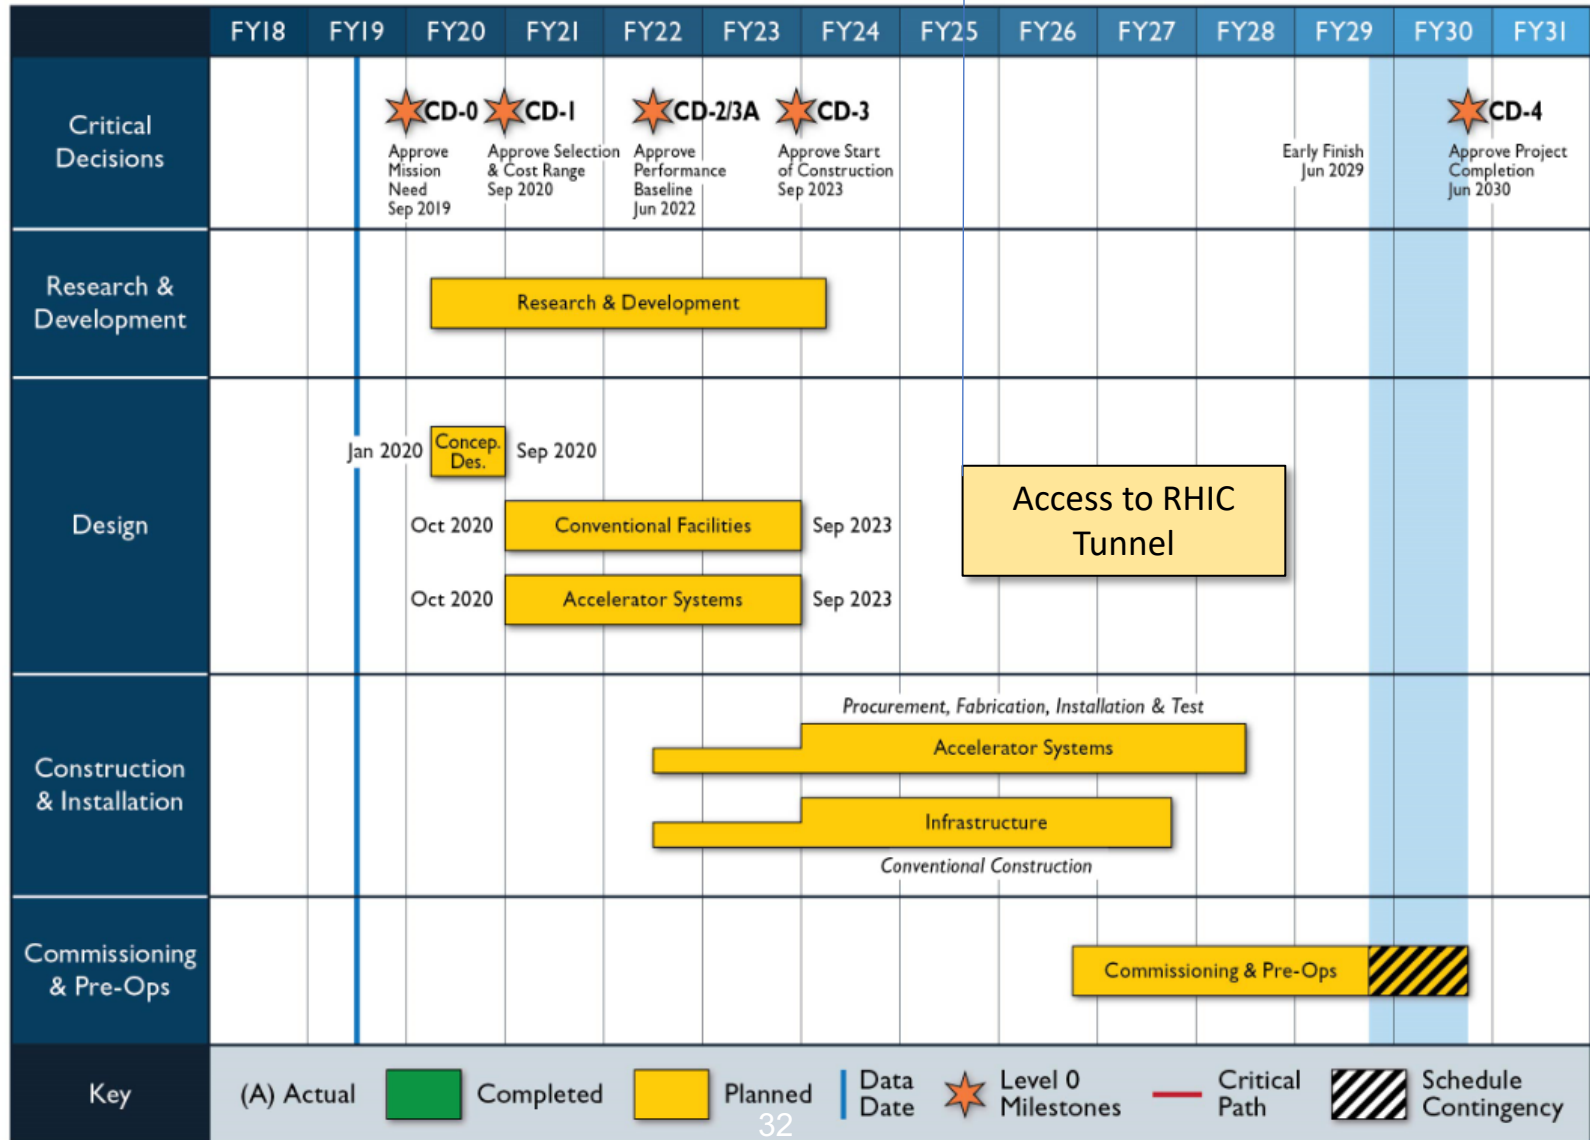 FY18 FY19 FY20 FY21 FY22 FY23 FY24 FY25 FY26 FY27 FY28 FY29 FY30 FY31
Critical
Decisions
CD-0
Approve
Mission
Need
Sep 2019
CD-1
Approve Selection
& Cost Range
Sep 2020
CD-2/3A
Approve
Performance
Baseline
Jun 2022
CD-3
Approve Start
of Construction
Sep 2023
Early Finish
Jun 2029
CD-4
Approve Project
Completion
Jun 2030
Research &
Development
Research & Development
Design
Jan 2020
Concep.
Des.
Sep 2020
Oct 2020 Conventional Facilities Sep 2023
Oct 2020 Accelerator Systems Sep 2023
Access to RHIC
Tunnel
Construction
& Installation
Procurement, Fabrication, Installation & Test
Accelerator Systems
Infrastructure
Conventional Construction
Commissioning
& Pre-Ops
Commissioning & Pre-Ops
Key
(A) Actual
Completed
Planned
Data
Date
Level 0
Milestones
Critical
Path
Schedule
Contingency
32